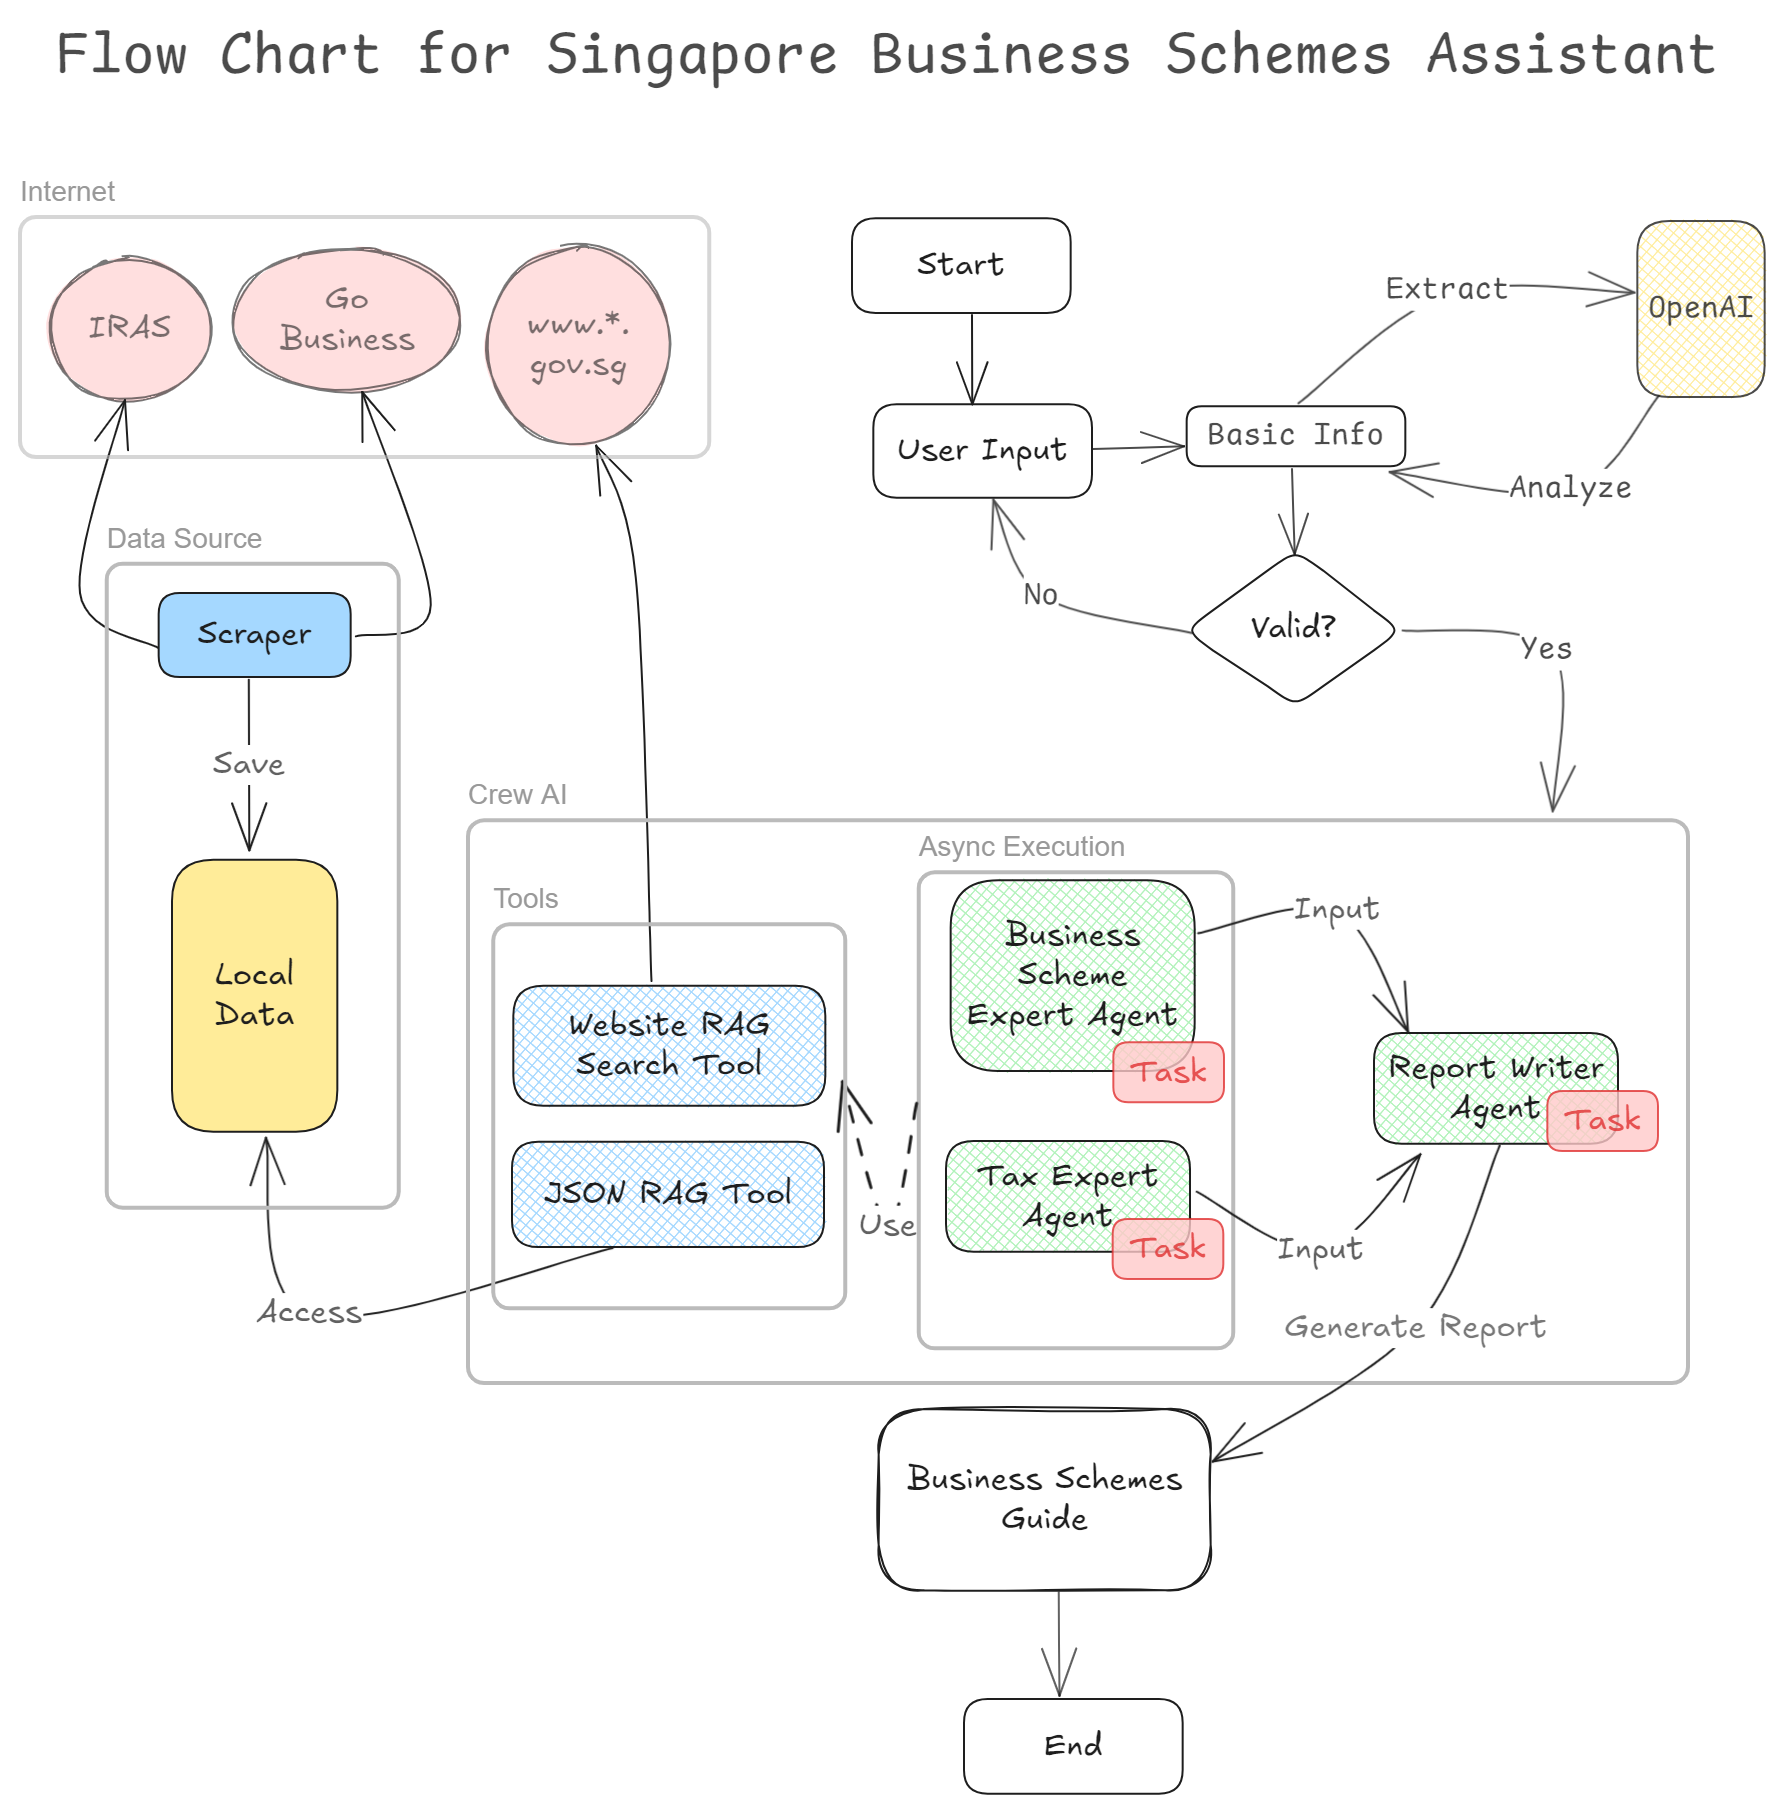 Flow Chart for Singapore Business Schemes Assistant
Internet
IRAS
Go
Business
www.*.
gov.sg
Start
Extract
OpenAI
User Input
Basic Info
Analyze
Data Source
Scraper
No
Valid?
Yes
Save
Crew AI
Async Execution
Tools
Local
Data
Business
Scheme
Expert Agent
Task
Input
Website RAG
Search Tool
Report Writer
Agent
Task
JSON RAG Tool
Use
Tax Expert
Agent
Task
Input
Access
Generate Report
Business Schemes
Guide
End